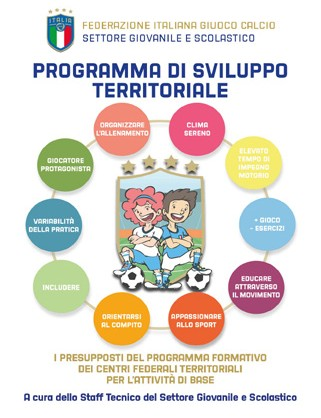 ITALIA
FIGC
FEDERAZIONE ITALIANA GIUOCO CALCIO
SETTORE GIOVANILE E SCOLASTICO
PROGRAMMA DI SVILUPPO
TERRITORIALE
ORGANIZZARE
L'ALLENAMENTO
CLIMA
SERENO
GIOCATORE
PROTAGONISTA
ELEVATO
TEMPO DI
IMPEGNO
MOTORIO
VARIABILITÀ
DELLA PRATICA
+ GIOCO
- ESERCIZI
INCLUDERE
EDUCARE
ATTRAVERSO
IL MOVIMENTO
ORIENTARSI
AL COMPITO
APPASSIONARE
ALLO SPORT
I PRESUPPOSTI DEL PROGRAMMA FORMATIVO
DEI CENTRI FEDERALI TERRITORIALI
PER L'ATTIVITÀ DI BASE
A cura dello Staff Tecnico del Settore Giovanile e Scolastico